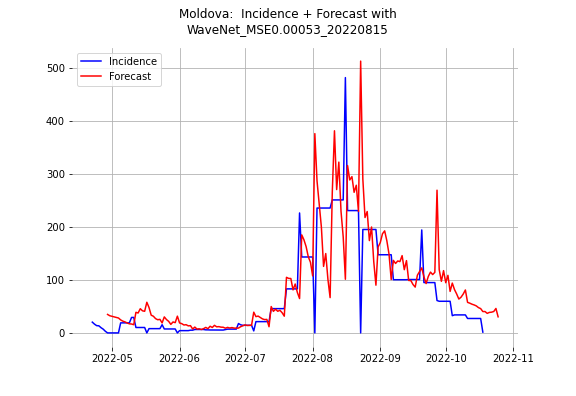 Moldova:  Incidence + Forecast with
WaveNet_MSE0.00053_20220815
Incidence
Forecast
500
400
300
200
100
0
2022-05 2022-06 2022-07 2022-08 2022-09 2022-10 2022-11